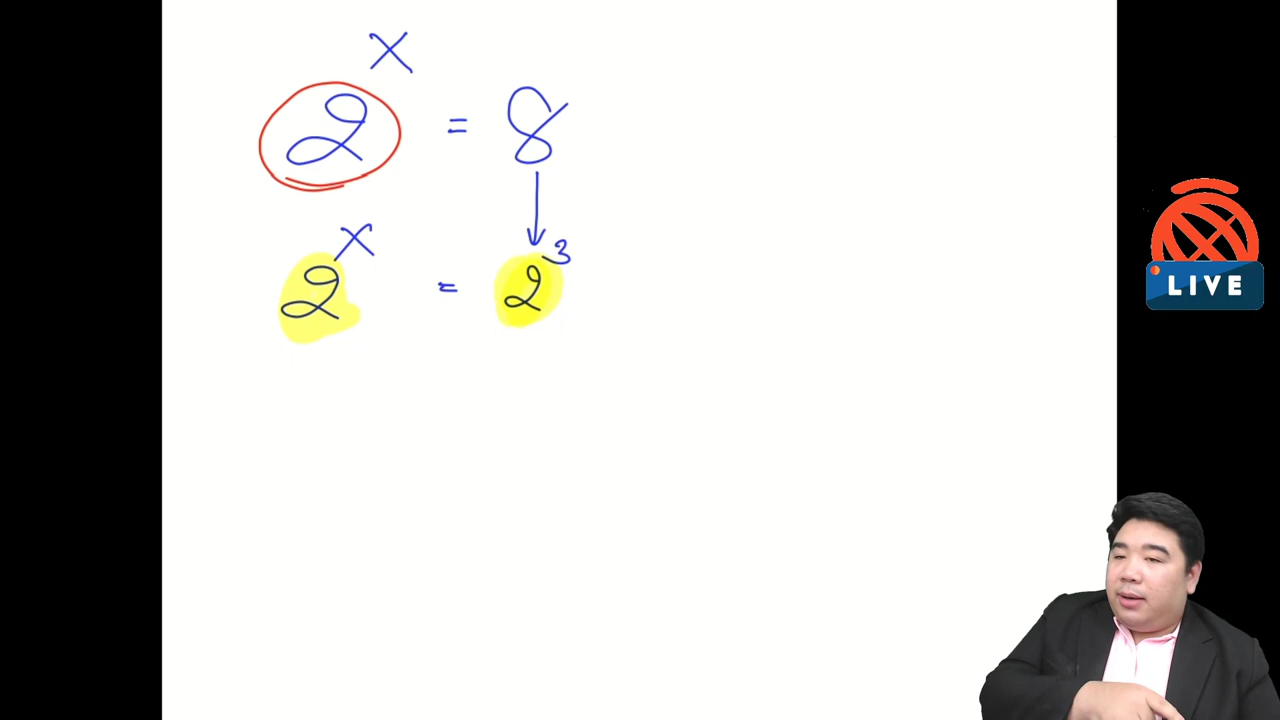 2^x = 8
2^x = 2^3
LIVE